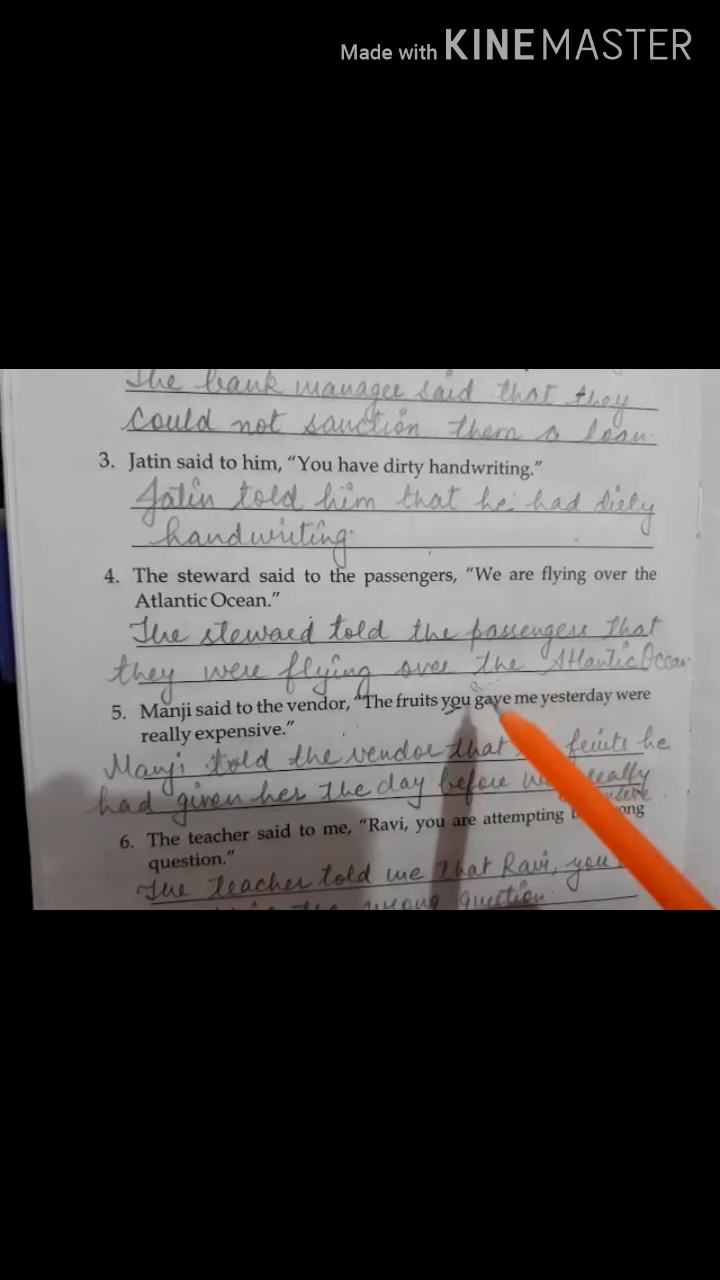 Made with KINEMASTER
The bank manager said that they
could not sanction them a loan.
3. Jatin said to him, "You have dirty handwriting."
Jatin told him that he had dirty
handwriting.
4. The steward said to the passengers, "We are flying over the
Atlantic Ocean."
The steward told the passengers that
they were flying over the Atlantic Ocean
5. Manji said to the vendor, "The fruits you gave me yesterday were
really expensive."
Manji told the vendor that fruits he
had given her the day before really
6. The teacher said to me, "Ravi, you are attempting
question."
The teacher told me that Ravi, you
wrong question.